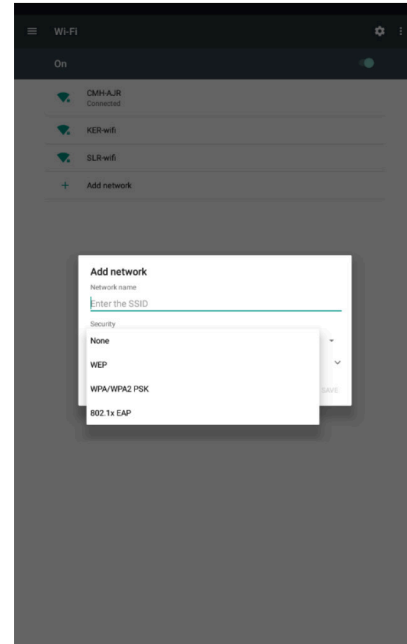 Wi-Fi
On
CMH-AJR
Connected
KER-wifi
SLR-wifi
Add network
Add network
Network name
Enter the SSID
Security
None
WEP
WPA/WPA2 PSK
SAVE
802.1x EAP